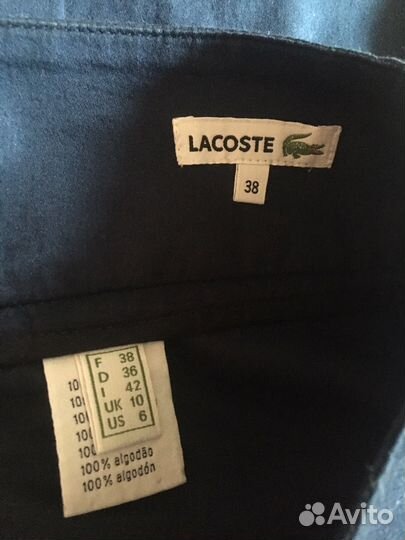 LACOSTE
38
F 38
D 36
I 42
UK 10
US 6
100% algodão
100% algodón
Avito